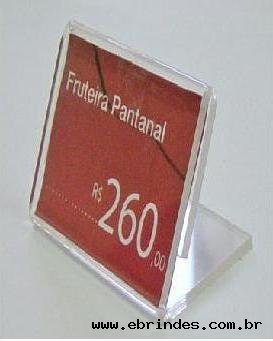 Fruteira Pantanal
R$ 260,00
www.ebrindes.com.br